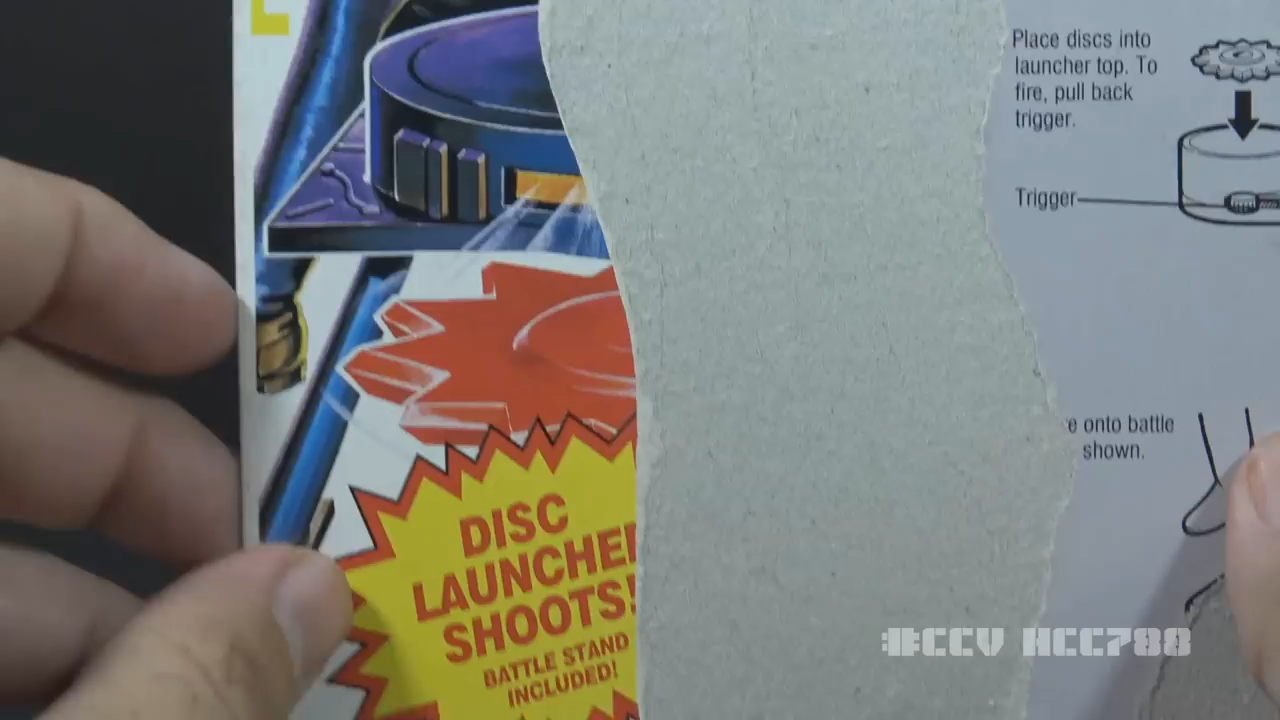 DISC
LAUNCHER
SHOOTS!
BATTLE STAND
INCLUDED!
Place discs into
launcher top. To
fire, pull back
trigger.
Trigger
onto battle
shown.
#CCV HCC788